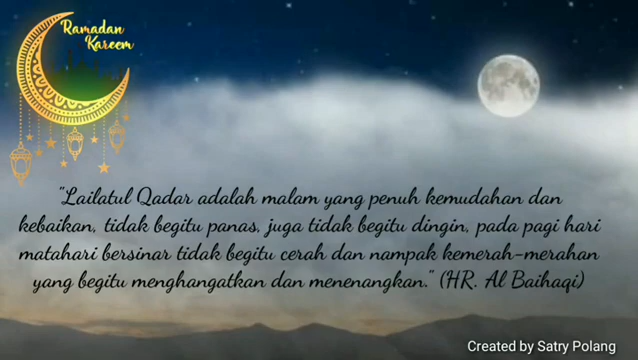 Ramadan
Kareem
"Lailatul Qadar adalah malam yang penuh kemudahan dan
kebaikan, tidak begitu panas, juga tidak begitu dingin, pada pagi hari
matahari bersinar tidak begitu cerah dan nampak kemerah-merahan
yang begitu menghangatkan dan menenangkan." (HR. Al Baihaqi)
Created by Satry Polang